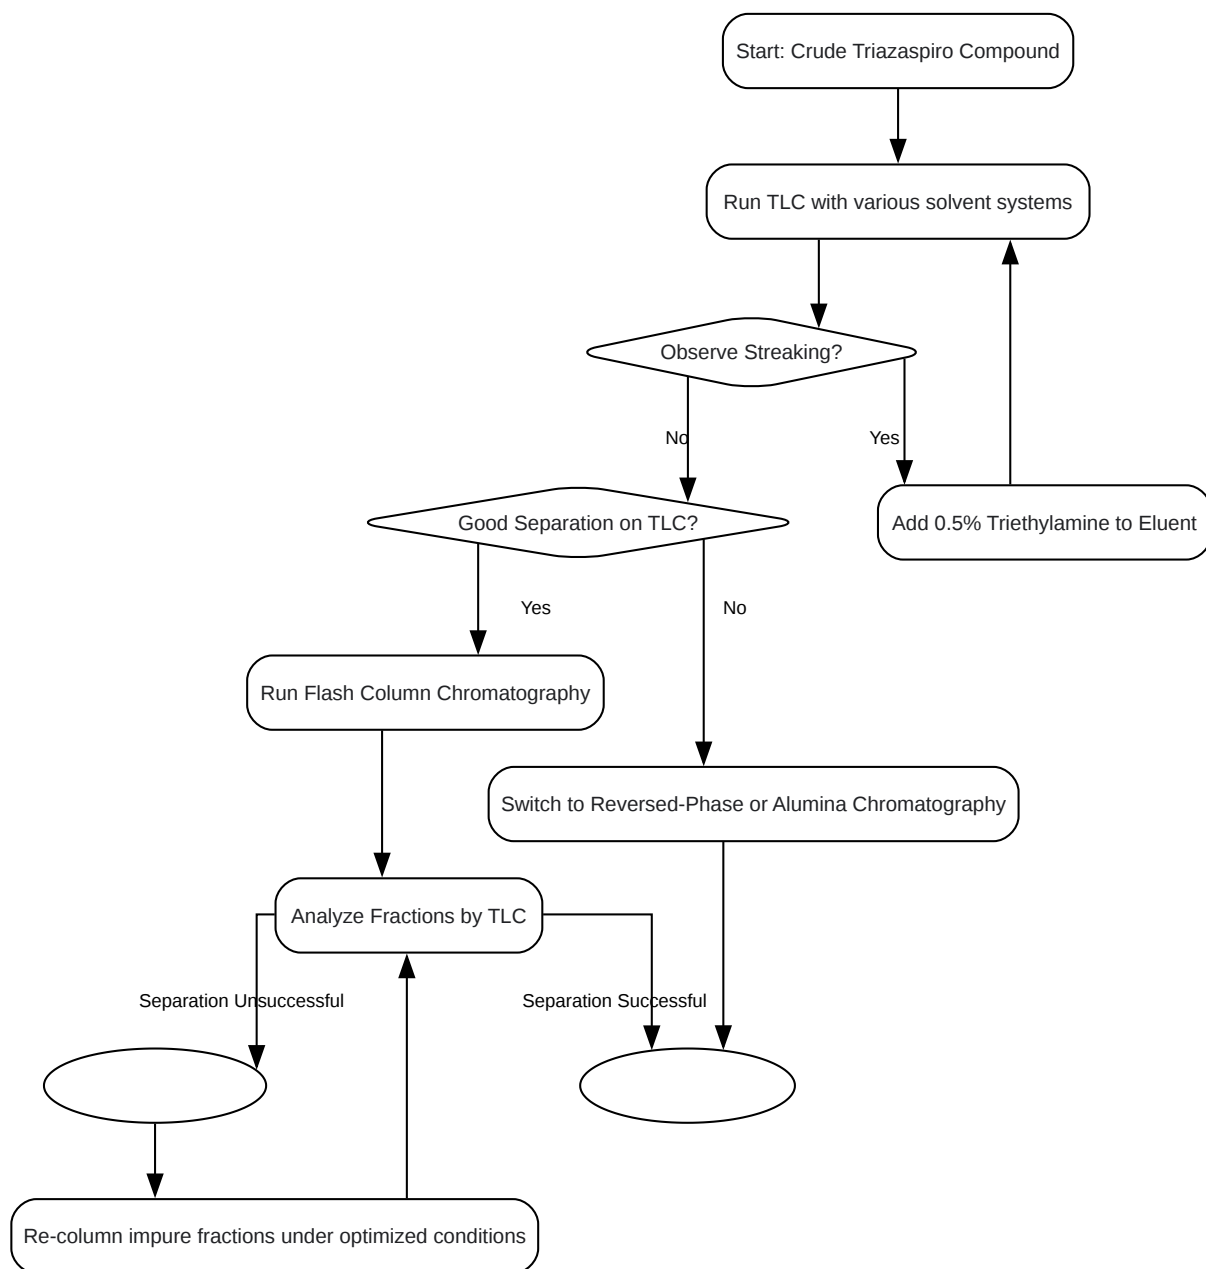 Start: Crude Triazaspiro Compound
Run TLC with various solvent systems
Observe Streaking?
No
Yes
Good Separation on TLC?
Add 0.5% Triethylamine to Eluent
Yes
No
Run Flash Column Chromatography
Switch to Reversed-Phase or Alumina Chromatography
Analyze Fractions by TLC
Separation Unsuccessful
Separation Successful
Re-column impure fractions under optimized conditions